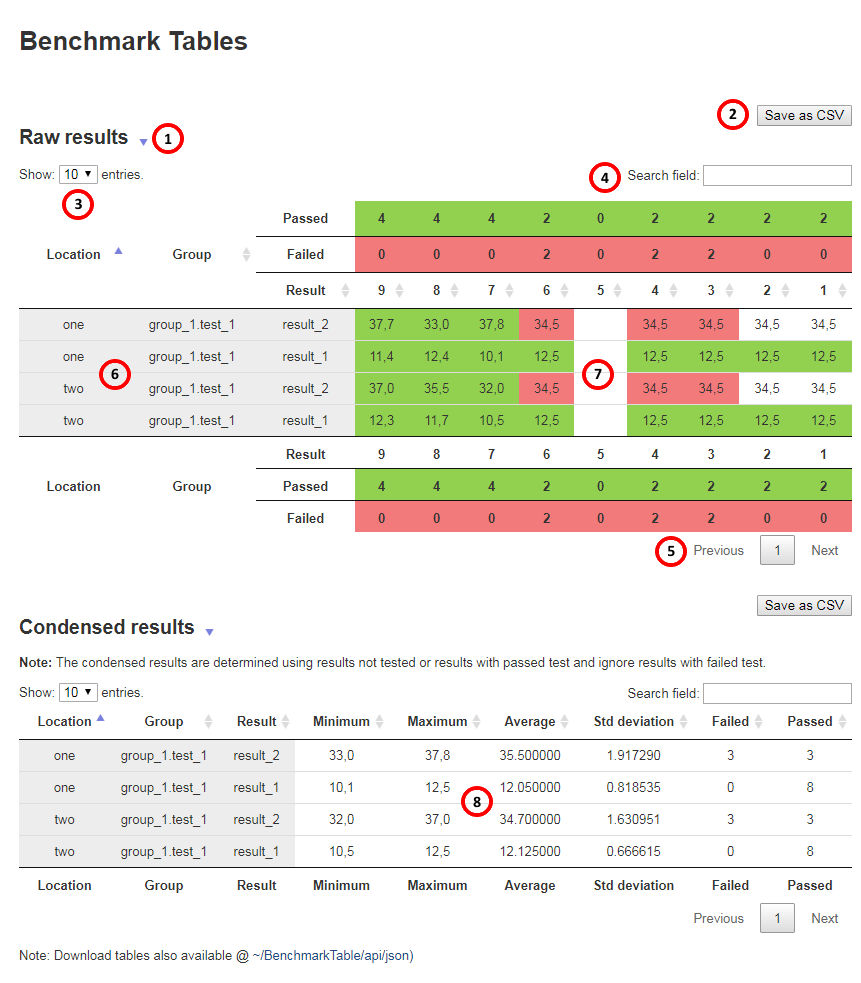 Benchmark Tables
2 Save as CSV
Raw results 1
Show: 10 entries. 4 Search field:
3
Passed 4 4 4 2 0 2 2 2 2
Location Group Failed 0 0 0 2 0 2 2 0 0
Result 9 8 7 6 5 4 3 2 1
one group_1.test_1 result_2 37,7 33,0 37,8 34,5 34,5 34,5 34,5 34,5
one group_1.test_1 result_1 11,4 12,4 10,1 12,5 12,5 12,5 12,5 12,5
6 7
two group_1.test_1 result_2 37,0 35,5 32,0 34,5 34,5 34,5 34,5 34,5
two group_1.test_1 result_1 12,3 11,7 10,5 12,5 12,5 12,5 12,5 12,5
Result 9 8 7 6 5 4 3 2 1
Location Group Passed 4 4 4 2 0 2 2 2 2
Failed 0 0 0 2 0 2 2 0 0
5 Previous 1 Next
Save as CSV
Condensed results
Note: The condensed results are determined using results not tested or results with passed test and ignore results with failed test.
Show: 10 entries. Search field:
Location Group Result Minimum Maximum Average Std deviation Failed Passed
one group_1.test_1 result_2 33,0 37,8 35.500000 1.917290 3 3
one group_1.test_1 result_1 10,1 12,5 12.050000 0.818535 0 8
8
two group_1.test_1 result_2 32,0 37,0 34.700000 1.630951 3 3
two group_1.test_1 result_1 10,5 12,5 12.125000 0.666615 0 8
Location Group Result Minimum Maximum Average Std deviation Failed Passed
Previous 1 Next
Note: Download tables also available @ ~/BenchmarkTable/api/json)